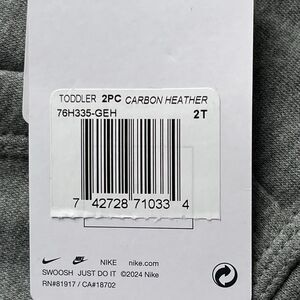 TODDLER 2PC CARBON HEATHER
76H335-GEH 2T
7 42728 71033 4
NIKE NIKE nike.com
SWOOSH JUST DO IT ©2024 Nike
RN#81917 / CA#18702